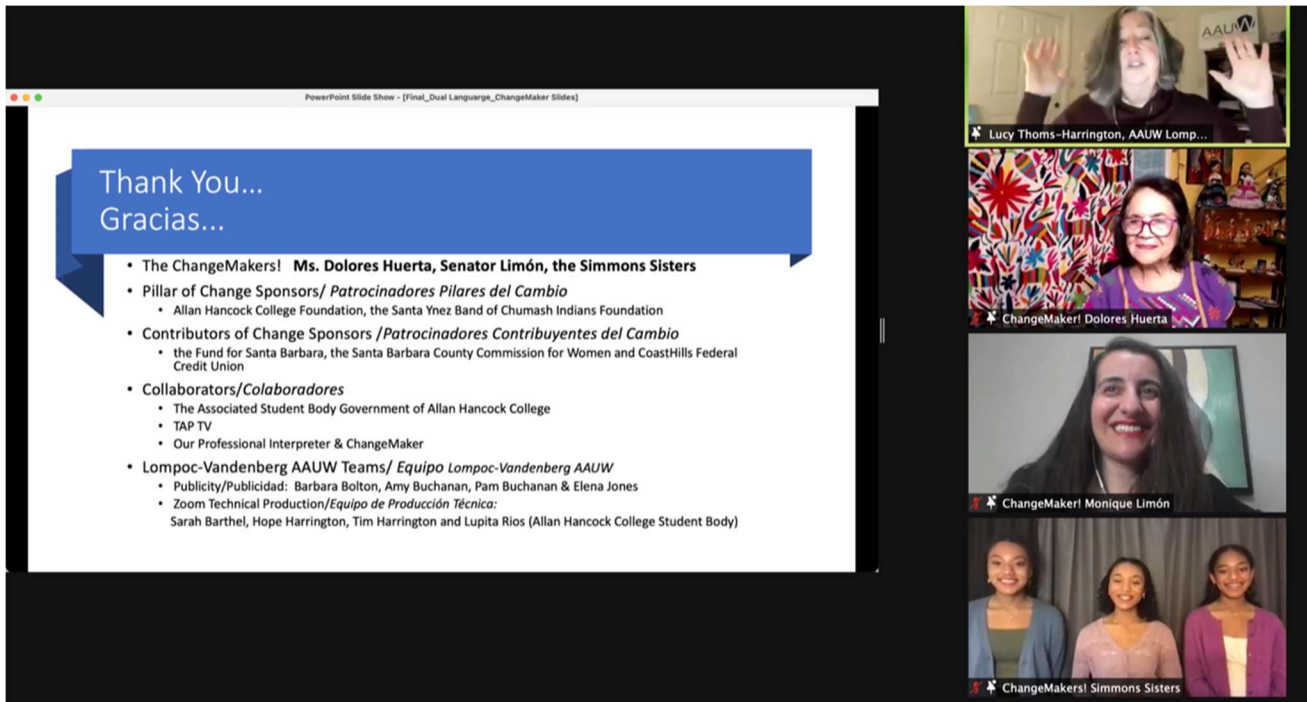 PowerPoint Slide Show - [Final_Dual Languarge_ChangeMaker Slides]
Thank You...
Gracias...
• The ChangeMakers! Ms. Dolores Huerta, Senator Limón, the Simmons Sisters
• Pillar of Change Sponsors/ Patrocinadores Pilares del Cambio
• Allan Hancock College Foundation, the Santa Ynez Band of Chumash Indians Foundation
• Contributors of Change Sponsors /Patrocinadores Contribuyentes del Cambio
• the Fund for Santa Barbara, the Santa Barbara County Commission for Women and CoastHills Federal
Credit Union
• Collaborators/Colaboradores
• The Associated Student Body Government of Allan Hancock College
• TAP TV
• Our Professional Interpreter & ChangeMaker
• Lompoc-Vandenberg AAUW Teams/ Equipo Lompoc-Vandenberg AAUW
• Publicity/Publicidad: Barbara Bolton, Amy Buchanan, Pam Buchanan & Elena Jones
• Zoom Technical Production/Equipo de Producción Técnica:
Sarah Barthel, Hope Harrington, Tim Harrington and Lupita Rios (Allan Hancock College Student Body)
AAUW
Lucy Thoms-Harrington, AAUW Lomp...
ChangeMaker! Dolores Huerta
ChangeMaker! Monique Limón
ChangeMakers! Simmons Sisters